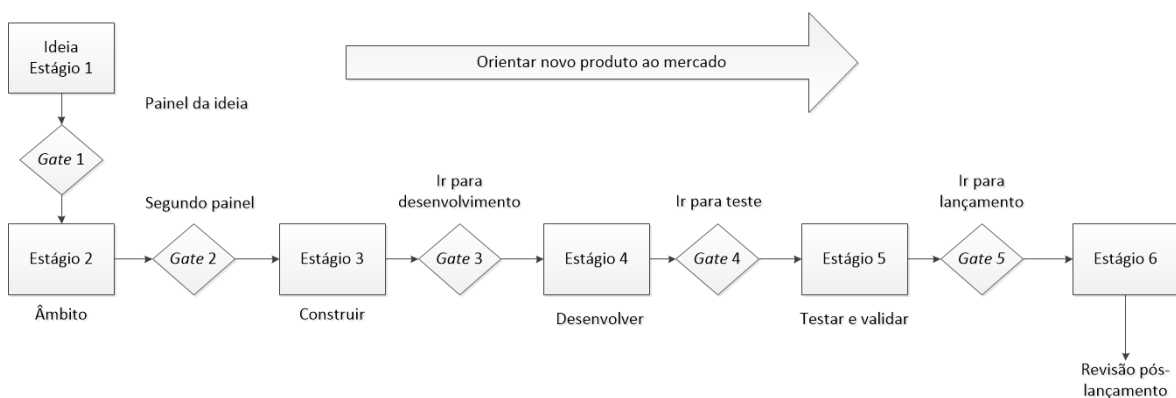 Ideia
Estágio 1
Orientar novo produto ao mercado
Painel da ideia
Gate 1
Segundo painel
Ir para
desenvolvimento
Ir para teste
Ir para
lançamento
Estágio 2
Gate 2
Estágio 3
Gate 3
Estágio 4
Gate 4
Estágio 5
Gate 5
Estágio 6
Âmbito
Construir
Desenvolver
Testar e validar
Revisão pós-
lançamento